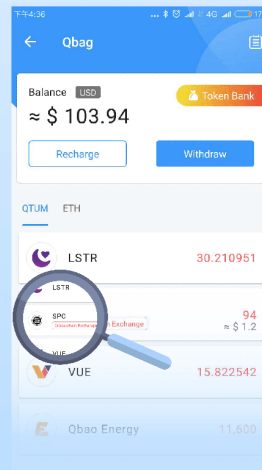 下午4:36 ... 4G 17
Qbag
Balance USD
Token Bank
≈ $ 103.94
Recharge Withdraw
QTUM ETH
LSTR 30.210951
LSTR
SPC Exchange 94
≈ $ 1.2
VUE
VUE 15.822542
Qbao Energy 11,600